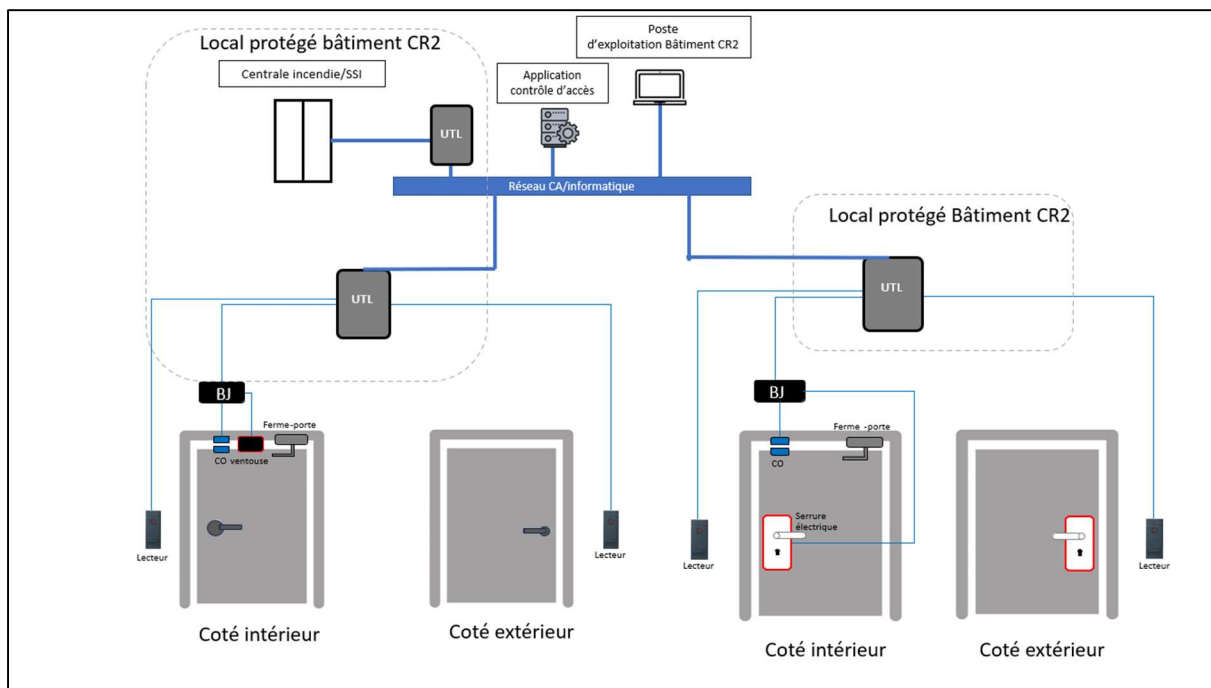 Local protégé bâtiment CR2
Centrale incendie/SSI
UTL
Application
contrôle d'accès
Poste
d'exploitation Bâtiment CR2
Réseau CA/informatique
Local protégé Bâtiment CR2
UTL
UTL
BJ
BJ
Ferme-porte
CO ventouse
Ferme -porte
CO
Serrure
électrique
Lecteur
Lecteur
Lecteur
Lecteur
Coté intérieur
Coté extérieur
Coté intérieur
Coté extérieur